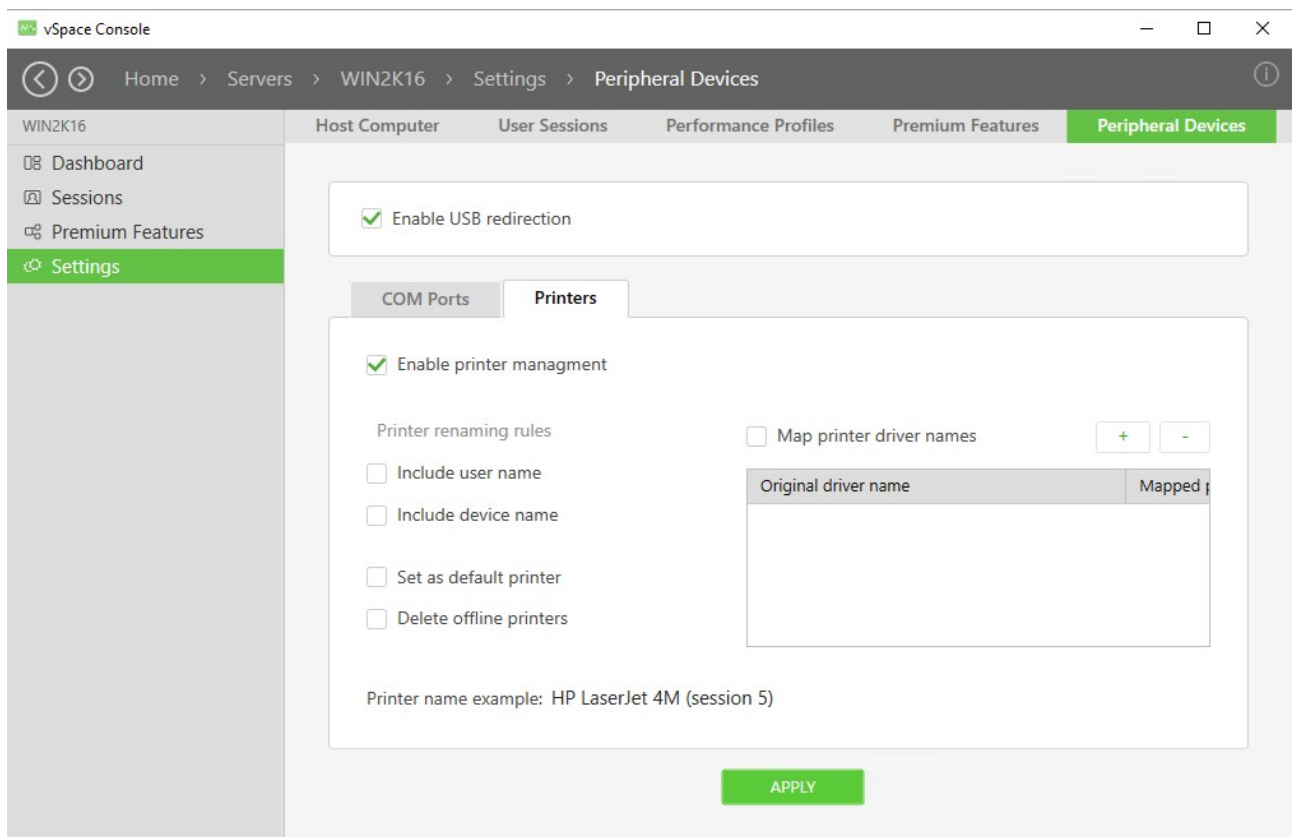 vSpace Console
Home > Servers > WIN2K16 > Settings > Peripheral Devices
WIN2K16
Host Computer User Sessions Performance Profiles Premium Features Peripheral Devices
Dashboard
Sessions
Premium Features
Settings
Enable USB redirection
COM Ports Printers
Enable printer managment
Printer renaming rules
Map printer driver names + -
Include user name
Original driver name Mapped p
Include device name
Set as default printer
Delete offline printers
Printer name example: HP LaserJet 4M (session 5)
APPLY